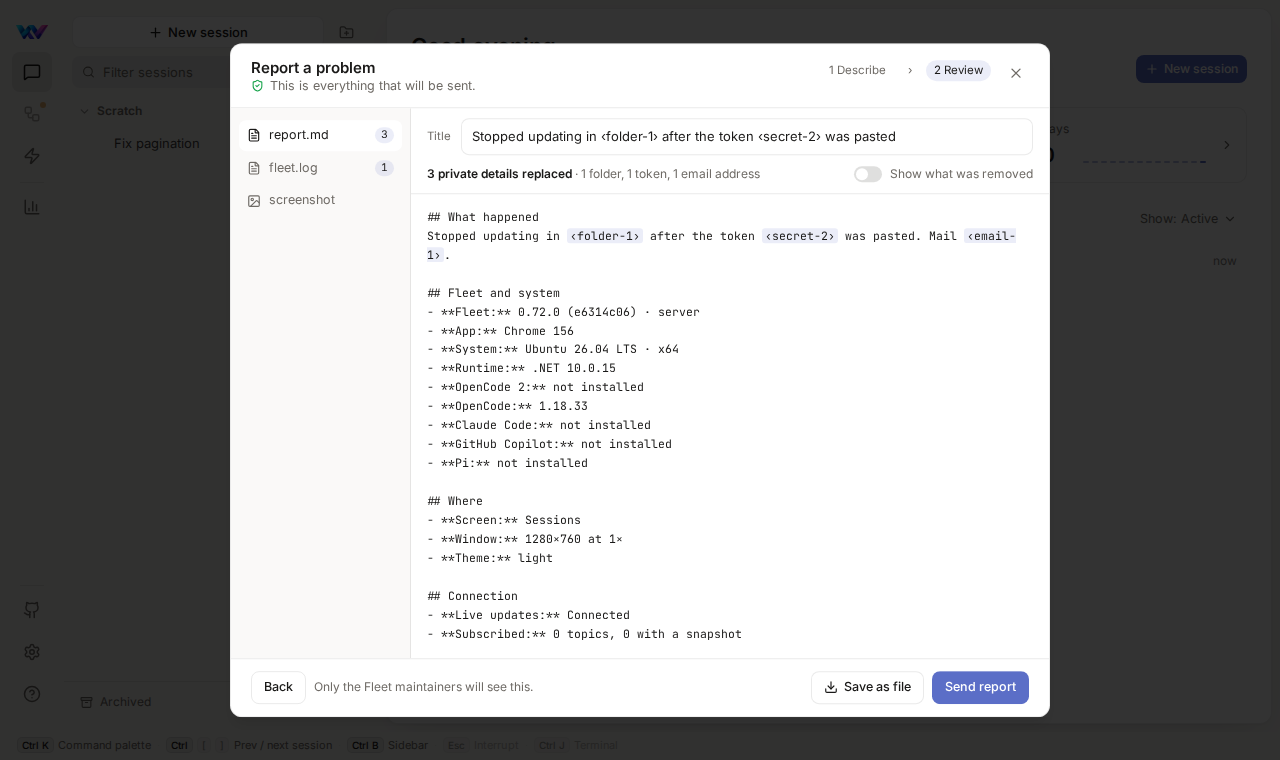 New session
Filter sessions
Scratch
Fix pagination
Archived
Good evening
New session
ays
0
Show: Active
now
Report a problem
This is everything that will be sent.
1 Describe
›
2 Review
report.md 3
fleet.log 1
screenshot
Title
Stopped updating in ‹folder-1› after the token ‹secret-2› was pasted
3 private details replaced · 1 folder, 1 token, 1 email address
Show what was removed
## What happened
Stopped updating in ‹folder-1› after the token ‹secret-2› was pasted. Mail ‹email-
1›.
## Fleet and system
- **Fleet:** 0.72.0 (e6314c06) · server
- **App:** Chrome 156
- **System:** Ubuntu 26.04 LTS · x64
- **Runtime:** .NET 10.0.15
- **OpenCode 2:** not installed
- **OpenCode:** 1.18.33
- **Claude Code:** not installed
- **GitHub Copilot:** not installed
- **Pi:** not installed
## Where
- **Screen:** Sessions
- **Window:** 1280×760 at 1×
- **Theme:** light
## Connection
- **Live updates:** Connected
- **Subscribed:** 0 topics, 0 with a snapshot
Back
Only the Fleet maintainers will see this.
Save as file
Send report
Ctrl K Command palette
Ctrl [ ] Prev / next session
Ctrl B Sidebar
Esc Interrupt
Ctrl J Terminal